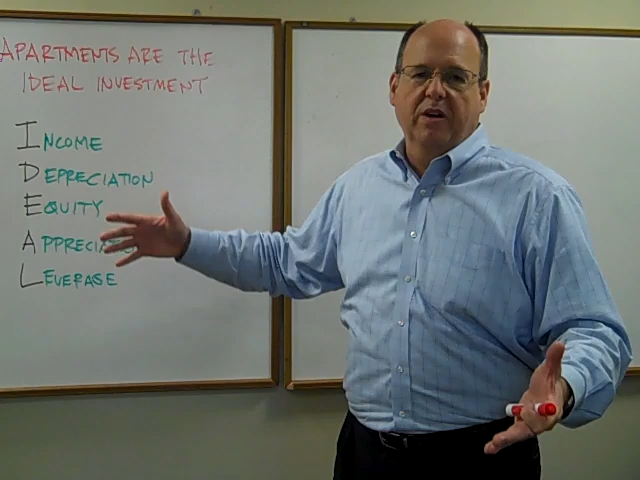 APARTMENTS ARE THE
IDEAL INVESTMENT
INCOME
DEPRECIATION
EQUITY
APPRECIA
LEVERAGE